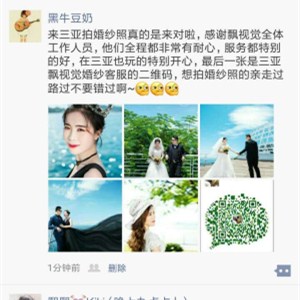 黑牛豆奶
来三亚拍婚纱照真的是来对啦，感谢飘视觉全体
工作人员，他们全程都非常有耐心，服务都特别
的好，在三亚也玩的特别开心，最后一张是三亚
飘视觉婚纱客服的二维码，想拍婚纱照的亲走过
路过不要错过啊~
1分钟前 删除